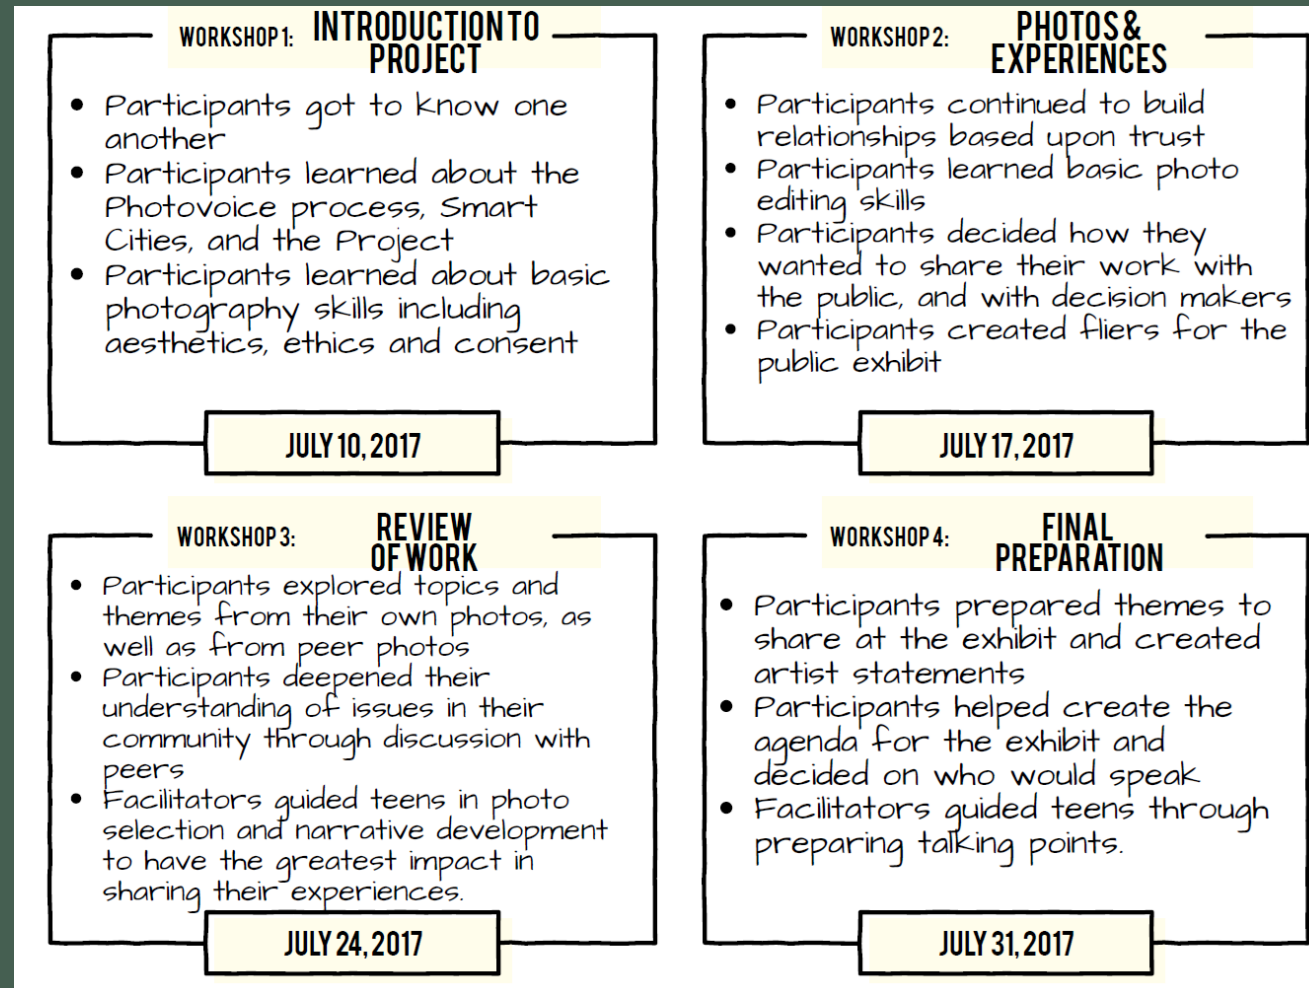 WORKSHOP 1: INTRODUCTION TO
PROJECT
• Participants got to know one
another
• Participants learned about the
Photovoice process, Smart
Cities, and the Project
• Participants learned about basic
photography skills including
aesthetics, ethics and consent
JULY 10, 2017
WORKSHOP 2: PHOTOS &
EXPERIENCES
• Participants continued to build
relationships based upon trust
• Participants learned basic photo
editing skills
• Participants decided how they
wanted to share their work with
the public, and with decision makers
• Participants created fliers for the
public exhibit
JULY 17, 2017
WORKSHOP 3: REVIEW
OF WORK
• Participants explored topics and
themes from their own photos, as
well as from peer photos
• Participants deepened their
understanding of issues in their
community through discussion with
peers
• Facilitators guided teens in photo
selection and narrative development
to have the greatest impact in
sharing their experiences.
JULY 24, 2017
WORKSHOP 4: FINAL
PREPARATION
• Participants prepared themes to
share at the exhibit and created
artist statements
• Participants helped create the
agenda for the exhibit and
decided on who would speak
• Facilitators guided teens through
preparing talking points.
JULY 31, 2017